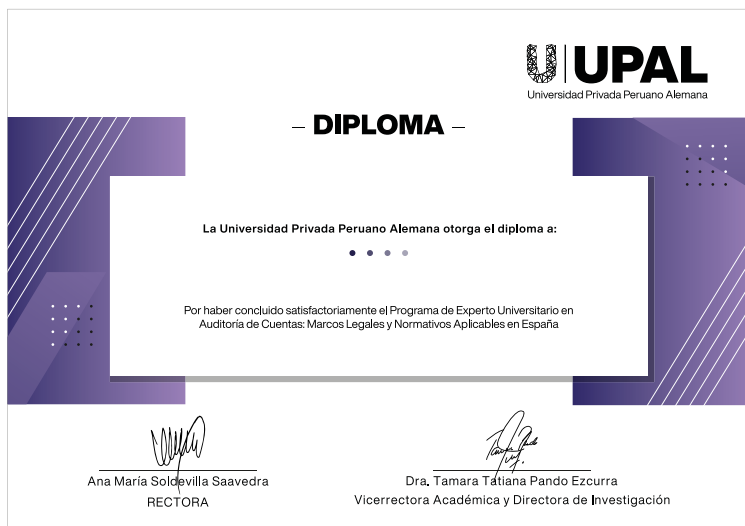 UPAL
Universidad Privada Peruano Alemana
– DIPLOMA –
La Universidad Privada Peruano Alemana otorga el diploma a:
Por haber concluido satisfactoriamente el Programa de Experto Universitario en
Auditoría de Cuentas: Marcos Legales y Normativos Aplicables en España
Ana María Soldevilla Saavedra
RECTORA
Dra. Tamara Tatiana Pando Ezcurra
Vicerrectora Académica y Directora de Investigación